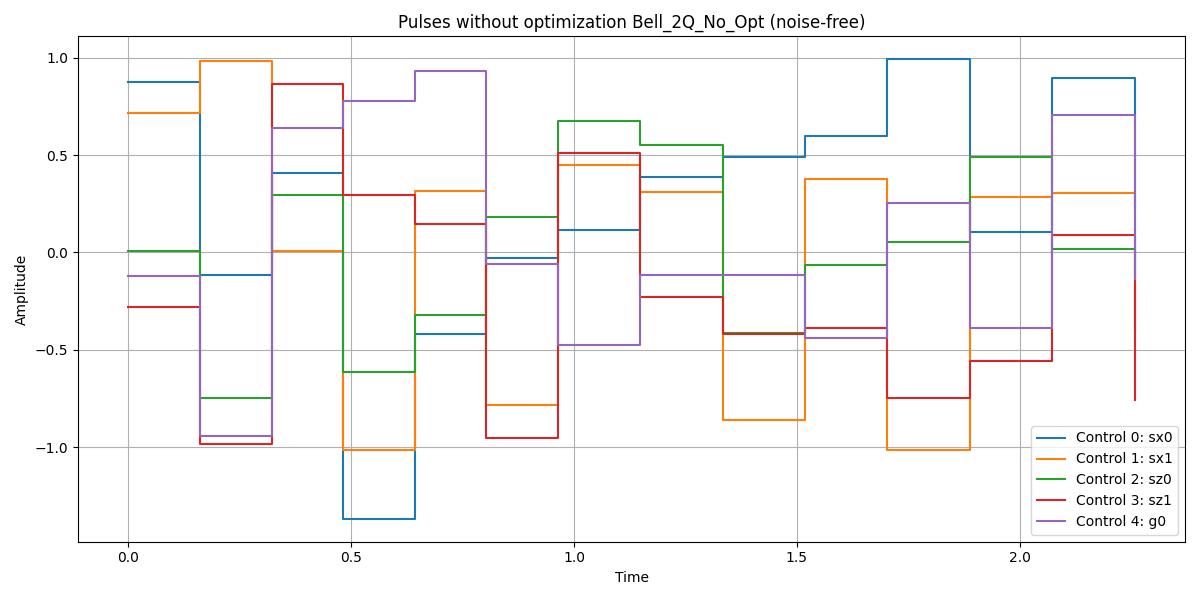 Pulses without optimization Bell_2Q_No_Opt (noise-free)
1.0
0.5
0.0
−0.5
−1.0
Amplitude
0.0 0.5 1.0 1.5 2.0
Time
Control 0: sx0
Control 1: sx1
Control 2: sz0
Control 3: sz1
Control 4: g0